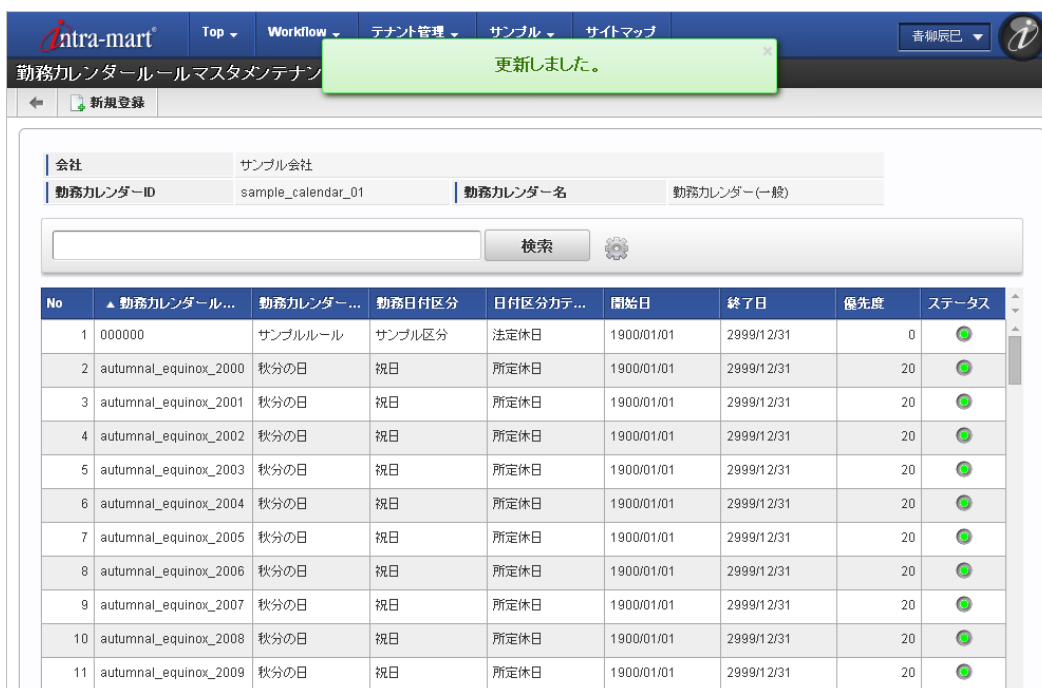 intra-mart® Top Workflow テナント管理 サンプル サイトマップ 青柳辰巳
更新しました。 ×
勤務カレンダールールマスタメンテナン
新規登録
会社 サンプル会社
勤務カレンダーID sample_calendar_01 勤務カレンダー名 勤務カレンダー(一般)
検索
No ▲ 勤務カレンダール... 勤務カレンダー... 勤務日付区分 日付区分カテ... 開始日 終了日 優先度 ステータス
1 000000 サンプルルール サンプル区分 法定休日 1900/01/01 2999/12/31 0
2 autumnal_equinox_2000 秋分の日 祝日 所定休日 1900/01/01 2999/12/31 20
3 autumnal_equinox_2001 秋分の日 祝日 所定休日 1900/01/01 2999/12/31 20
4 autumnal_equinox_2002 秋分の日 祝日 所定休日 1900/01/01 2999/12/31 20
5 autumnal_equinox_2003 秋分の日 祝日 所定休日 1900/01/01 2999/12/31 20
6 autumnal_equinox_2004 秋分の日 祝日 所定休日 1900/01/01 2999/12/31 20
7 autumnal_equinox_2005 秋分の日 祝日 所定休日 1900/01/01 2999/12/31 20
8 autumnal_equinox_2006 秋分の日 祝日 所定休日 1900/01/01 2999/12/31 20
9 autumnal_equinox_2007 秋分の日 祝日 所定休日 1900/01/01 2999/12/31 20
10 autumnal_equinox_2008 秋分の日 祝日 所定休日 1900/01/01 2999/12/31 20
11 autumnal_equinox_2009 秋分の日 祝日 所定休日 1900/01/01 2999/12/31 20